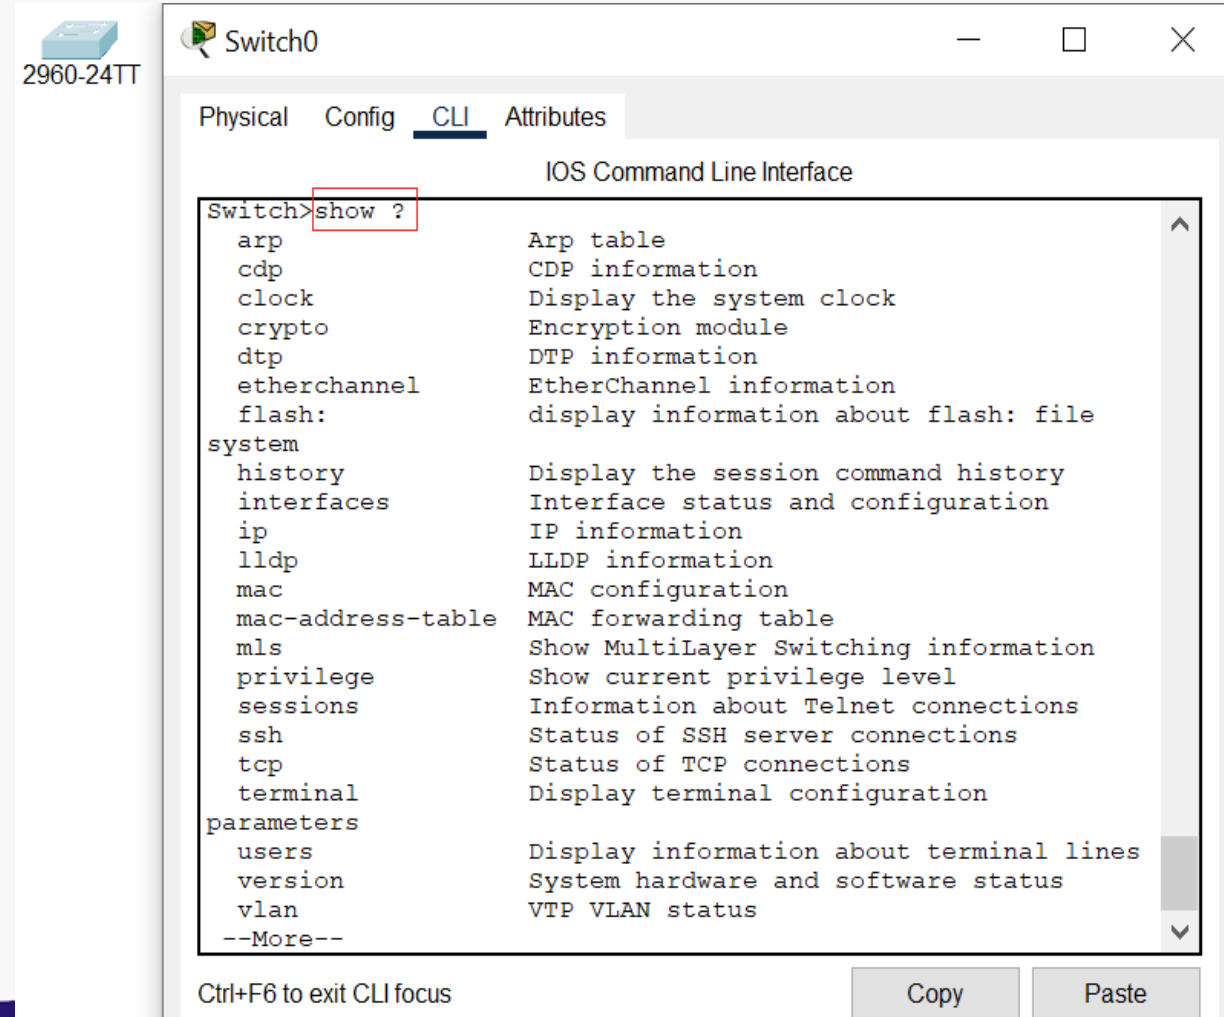 2960-24TT
Switch0
Physical Config CLI Attributes
IOS Command Line Interface
Switch>show ?
arp Arp table
cdp CDP information
clock Display the system clock
crypto Encryption module
dtp DTP information
etherchannel EtherChannel information
flash: display information about flash: file
system
history Display the session command history
interfaces Interface status and configuration
ip IP information
lldp LLDP information
mac MAC configuration
mac-address-table MAC forwarding table
mls Show MultiLayer Switching information
privilege Show current privilege level
sessions Information about Telnet connections
ssh Status of SSH server connections
tcp Status of TCP connections
terminal Display terminal configuration
parameters
users Display information about terminal lines
version System hardware and software status
vlan VTP VLAN status
--More--
Ctrl+F6 to exit CLI focus
Copy Paste